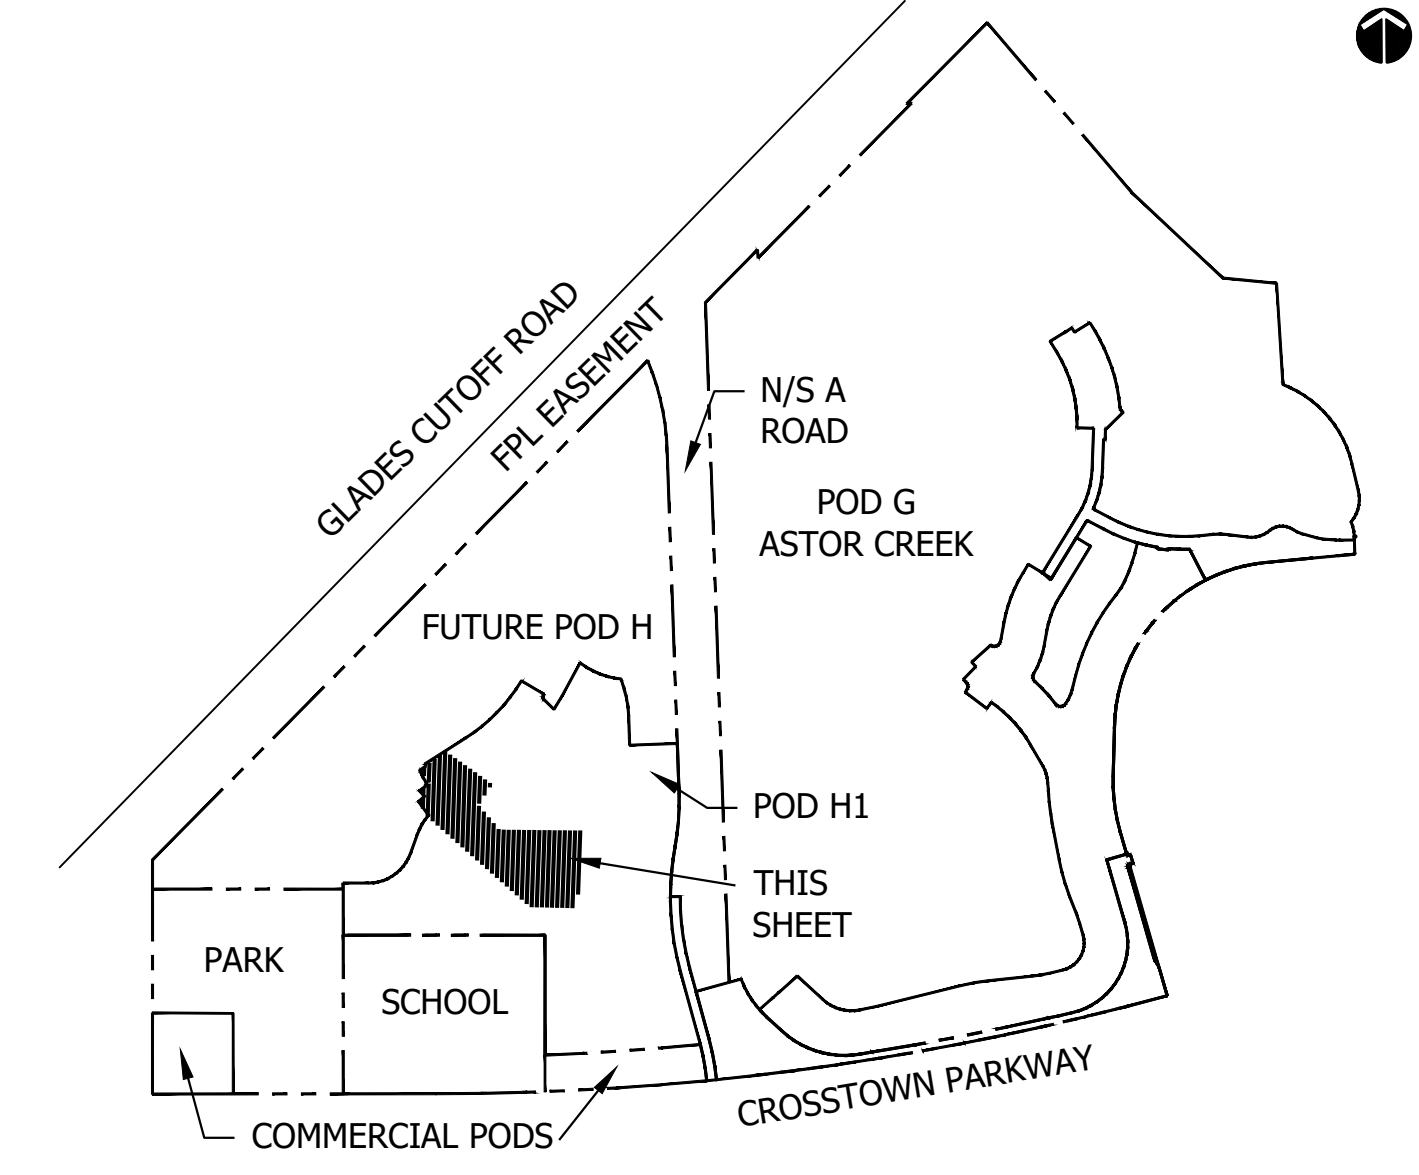 GLADES CUTOFF ROAD
FPL EASEMENT
N/S A
ROAD
POD G
ASTOR CREEK
FUTURE POD H
POD H1
THIS
SHEET
PARK
SCHOOL
CROSSTOWN PARKWAY
COMMERCIAL PODS